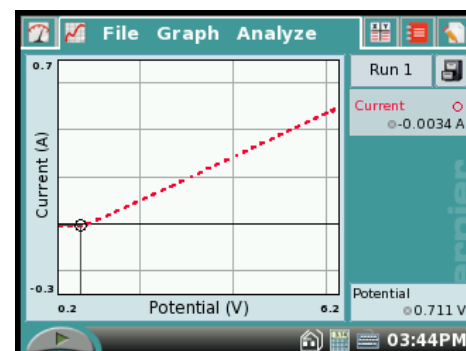 File Graph Analyze
Run 1
0.7
Current (A)
-0.3
0.2
Potential (V)
6.2
Current
-0.0034 A
Potential
0.711 V
03:44PM